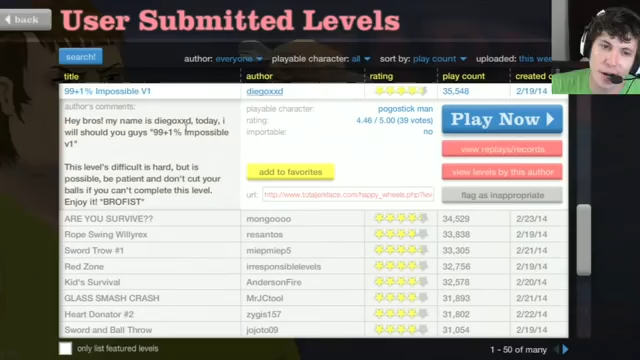 back
User Submitted Levels
search!
author: everyone playable character: all sort by: play count uploaded: this week
title author rating play count created o
99+1% Impossible V1 diegoxxd 35,548 2/19/14
author's comments:
Hey bros! my name is diegoxxd, today, i
will should you guys "99+1% Impossible
v1"
This level's difficult is hard, but is
possible, be patient and don't cut your
balls if you can't complete this level.
Enjoy it! *BROFIST*
playable character: pogostick man
rating: 4.46 / 5.00 (39 votes)
importable: no
add to favorites
url: http://www.totaljerkface.com/happy_wheels.php?lev
Play Now
view replays/records
view levels by this author
flag as inappropriate
ARE YOU SURVIVE?? mongoooo 34,529 2/23/14
Rope Swing Willyrex resantos 33,838 2/19/14
Sword Trow #1 miepmiep5 33,305 2/21/14
Red Zone irresponsiblelevels 32,756 2/19/14
Kid's Survival AndersonFire 32,578 2/20/14
GLASS SMASH CRASH MrJCtool 31,893 2/21/14
Heart Donator #2 zygis157 31,802 2/22/14
Sword and Ball Throw jojoto09 31,054 2/19/14
only list featured levels 1 - 50 of many